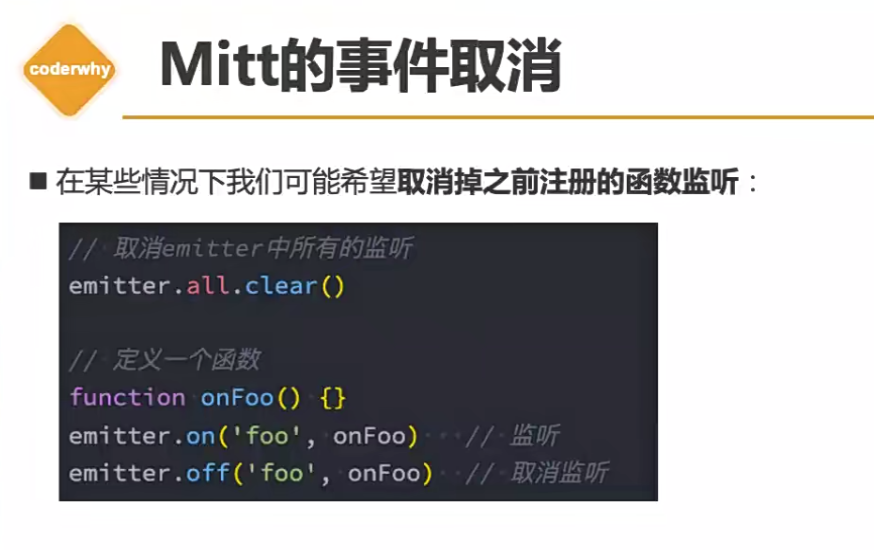 coderwhy
Mitt的事件取消
■ 在某些情况下我们可能希望取消掉之前注册的函数监听：
// 取消emitter中所有的监听
emitter.all.clear()
// 定义一个函数
function onFoo() {}
emitter.on('foo', onFoo) // 监听
emitter.off('foo', onFoo) // 取消监听